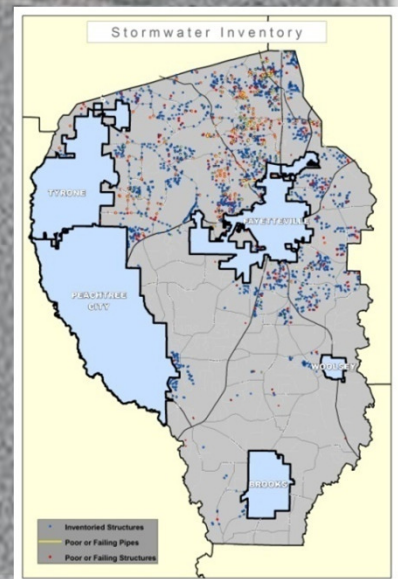 Stormwater Inventory
TYRONE
FAYETTEVILLE
PEACHTREE
CITY
WOOLSEY
BROOKS
Inventoried Structures
Poor or Failing Pipes
Poor or Failing Structures